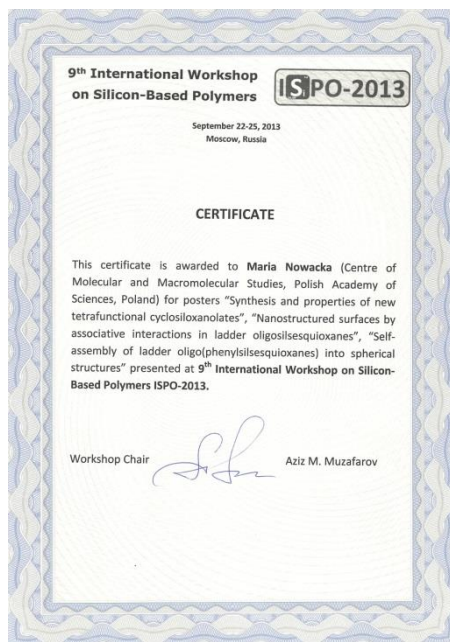 9th International Workshop
on Silicon-Based Polymers
ISPO-2013
September 22-25, 2013
Moscow, Russia
CERTIFICATE
This certificate is awarded to Maria Nowacka (Centre of
Molecular and Macromolecular Studies, Polish Academy of
Sciences, Poland) for posters “Synthesis and properties of new
tetrafunctional cyclosiloxanolates”, “Nanostructured surfaces by
associative interactions in ladder oligosilsesquioxanes”, “Self-
assembly of ladder oligo(phenylsilsesquioxanes) into spherical
structures” presented at 9th International Workshop on Silicon-
Based Polymers ISPO-2013.
Workshop Chair
Aziz M. Muzafarov